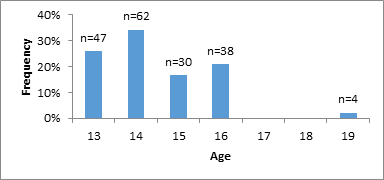 n=62
40%
n=47
n=38
30%
n=30
20%
10%
n=4
0%
Frequency
13 14 15 16 17 18 19
Age